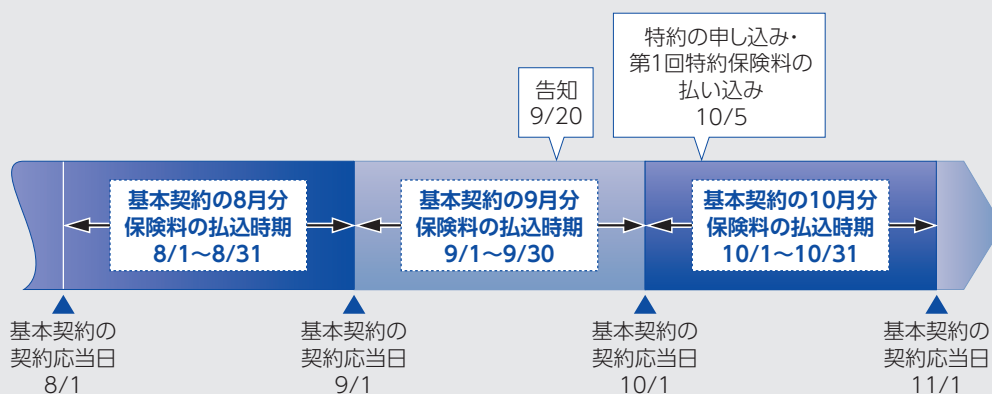 特約の申し込み・
第1回特約保険料の
払い込み
10/5
告知
9/20
基本契約の8月分
保険料の払込時期
8/1～8/31
基本契約の9月分
保険料の払込時期
9/1～9/30
基本契約の10月分
保険料の払込時期
10/1～10/31
基本契約の
契約応当日
8/1
基本契約の
契約応当日
9/1
基本契約の
契約応当日
10/1
基本契約の
契約応当日
11/1